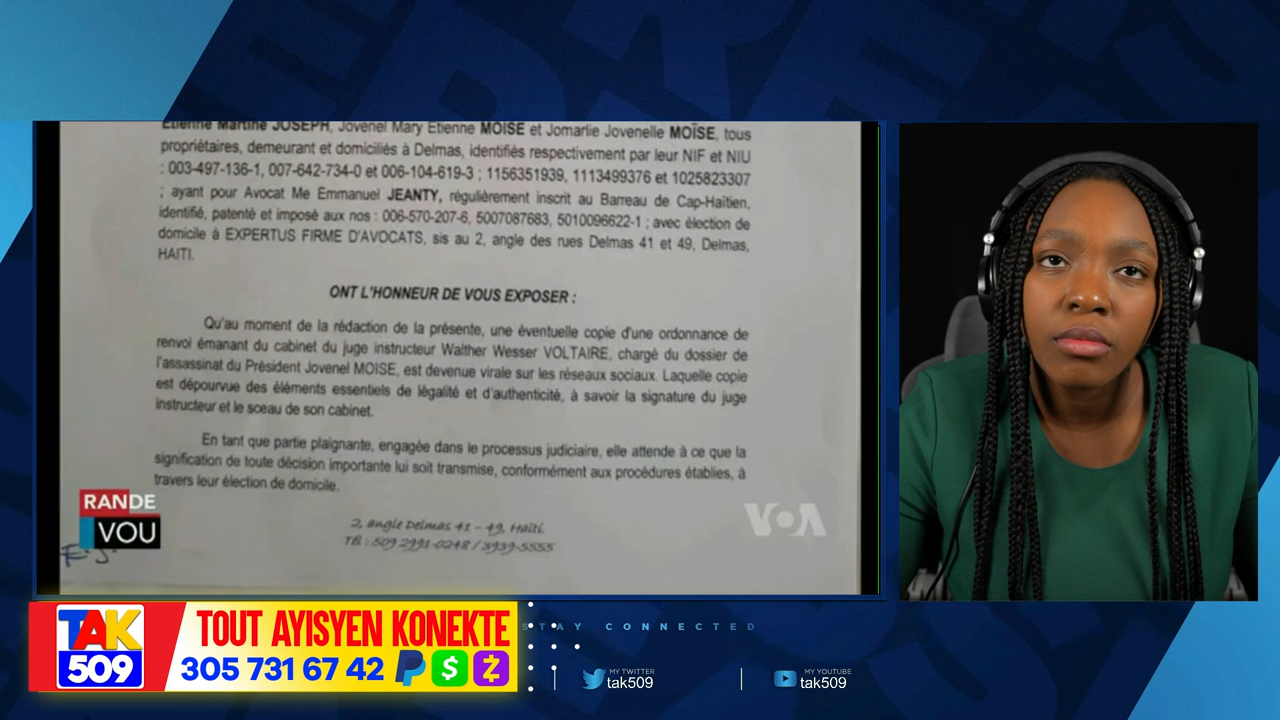 Etienne Martine JOSEPH, Jovenel Mary Etienne MOISE et Jomarlie Jovenelle MOÏSE, tous
propriétaires, demeurant et domiciliés à Delmas, identifiés respectivement par leur NIF et NIU
: 003-497-136-1, 007-642-734-0 et 006-104-619-3 ; 1156351939, 1113499376 et 1025823307
; ayant pour Avocat Me Emmanuel JEANTY, régulièrement inscrit au Barreau de Cap-Haïtien,
identifié, patenté et imposé aux nos : 006-570-207-6, 5007087683, 5010096622-1 ; avec élection de
domicile à EXPERTUS FIRME D'AVOCATS, sis au 2, angle des rues Delmas 41 et 49, Delmas,
HAITI.
ONT L'HONNEUR DE VOUS EXPOSER :
Qu'au moment de la rédaction de la présente, une éventuelle copie d'une ordonnance de
renvoi émanant du cabinet du juge instructeur Walther Wesser VOLTAIRE, chargé du dossier de
l'assassinat du Président Jovenel MOISE, est devenue virale sur les réseaux sociaux. Laquelle copie
est dépourvue des éléments essentiels de légalité et d'authenticité, à savoir la signature du juge
instructeur et le sceau de son cabinet.
En tant que partie plaignante, engagée dans le processus judiciaire, elle attende à ce que la
signification de toute décision importante lui soit transmise, conformément aux procédures établies, à
travers leur élection de domicile.
2, angle Delmas 41 – 49, Haïti.
Tél : 509 2991-0248 / 3939-5555
E.J.
RANDE
VOU
VOA
TAK
509
TOUT AYISYEN KONEKTE
305 731 67 42
STAY CONNECTED
MY TWITTER
tak509
MY YOUTUBE
tak509